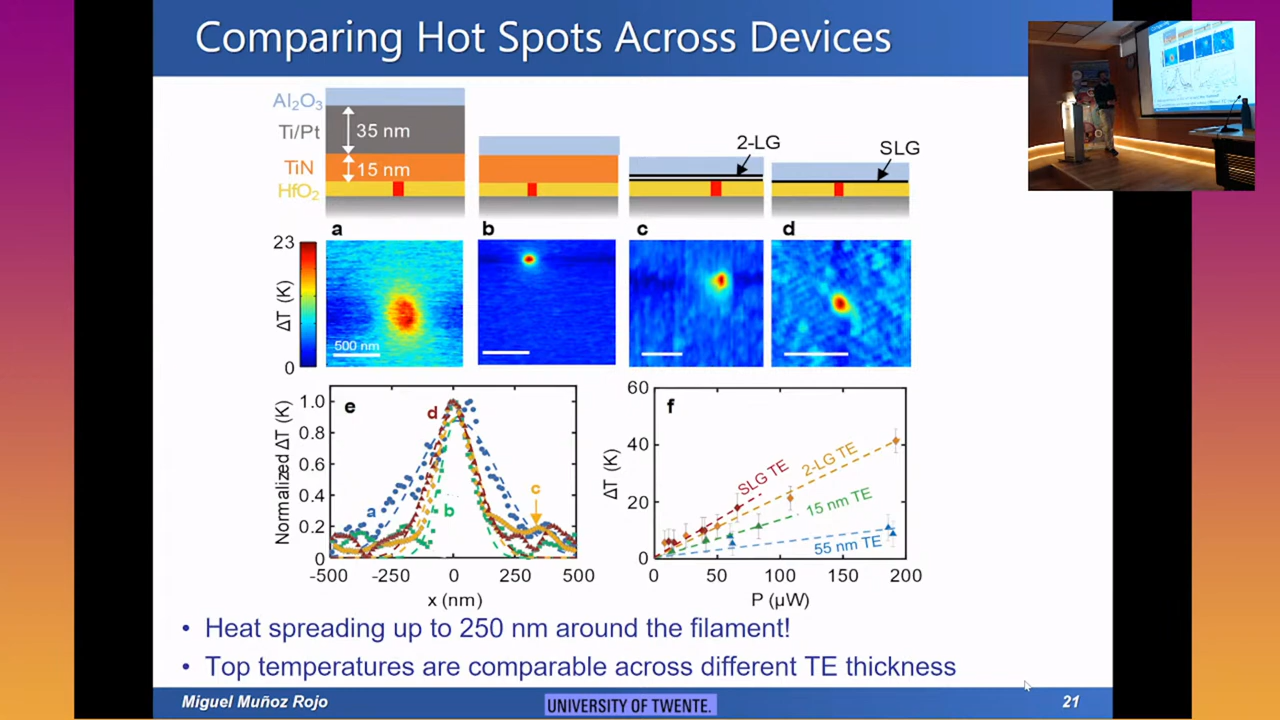 Comparing Hot Spots Across Devices
Al₂O₃
Ti/Pt
TiN
HfO₂
35 nm
15 nm
2-LG
SLG
a
b
c
d
23
ΔT (K)
0
500 nm
e
Normalized ΔT (K)
1.0
0.8
0.6
0.4
0.2
0
d
a
b
c
-500
-250
0
250
500
x (nm)
f
ΔT (K)
60
40
20
0
SLG TE
2-LG TE
15 nm TE
55 nm TE
0
50
100
150
200
P (µW)
• Heat spreading up to 250 nm around the filament!
• Top temperatures are comparable across different TE thickness
Miguel Muñoz Rojo
UNIVERSITY OF TWENTE.
21